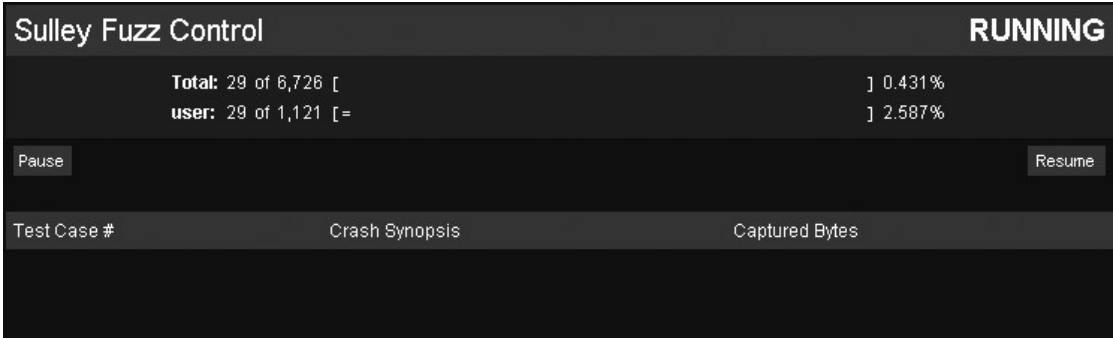 Sulley Fuzz Control RUNNING
Total: 29 of 6,726 [ ] 0.431%
user: 29 of 1,121 [= ] 2.587%
Pause Resume
Test Case # Crash Synopsis Captured Bytes